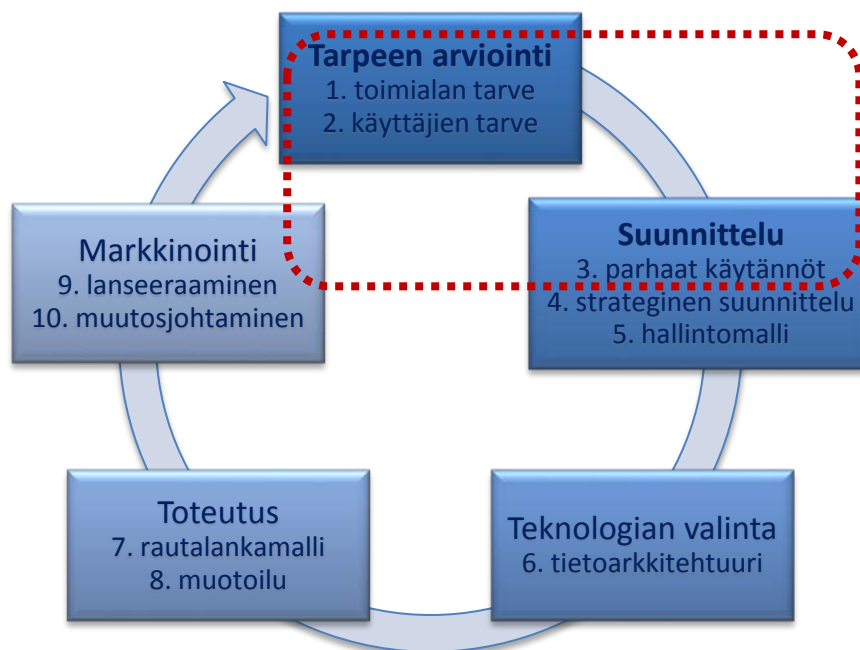 Tarpeen arviointi
1. toimialan tarve
2. käyttäjien tarve
Suunnittelu
3. parhaat käytännöt
4. strateginen suunnittelu
5. hallintomalli
Teknologian valinta
6. tietoarkkitehtuuri
Toteutus
7. rautalankamalli
8. muotoilu
Markkinointi
9. lanseeraaminen
10. muutosjohtaminen